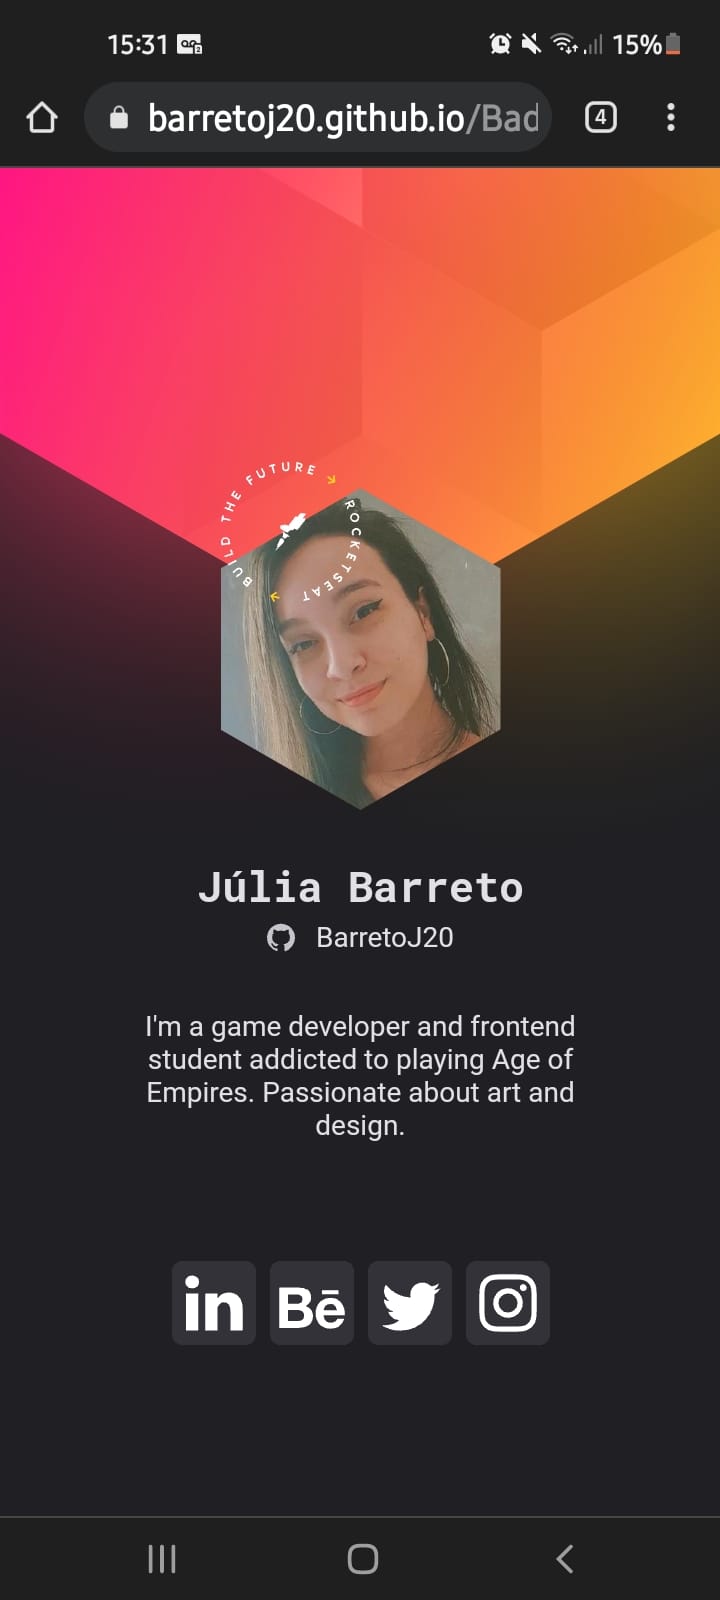 15:31
15%
barretoj20.github.io/Bad
4
BUILD THE FUTURE
ROCKETSEAT
Júlia Barreto
BarretoJ20
I'm a game developer and frontend
student addicted to playing Age of
Empires. Passionate about art and
design.
in Bē